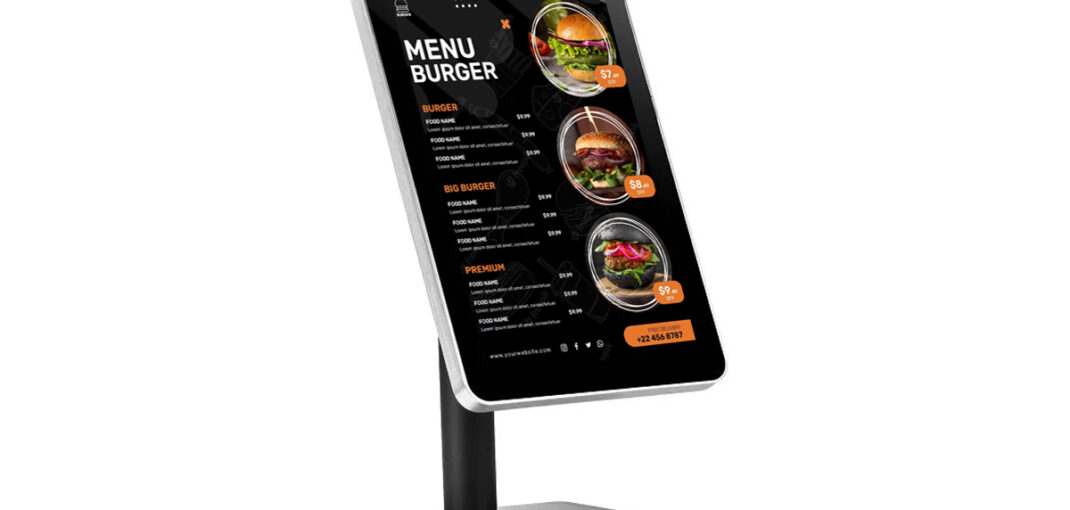 BURGER
MENU
BURGER
$7.49
OFF
BURGER
FOOD NAME $9.99
Lorem ipsum dolor sit amet, consectetuer
FOOD NAME $9.99
Lorem ipsum dolor sit amet, consectetuer
FOOD NAME $9.99
Lorem ipsum dolor sit amet, consectetuer
$8.49
OFF
BIG BURGER
FOOD NAME $9.99
Lorem ipsum dolor sit amet, consectetuer
FOOD NAME $9.99
Lorem ipsum dolor sit amet, consectetuer
FOOD NAME $9.99
Lorem ipsum dolor sit amet, consectetuer
$9.49
OFF
PREMIUM
FOOD NAME $9.99
Lorem ipsum dolor sit amet, consectetuer
FOOD NAME $9.99
Lorem ipsum dolor sit amet, consectetuer
FOOD NAME $9.99
Lorem ipsum dolor sit amet, consectetuer
FREE DELIVERY
+22 456 8787
www.yourwebsite.com